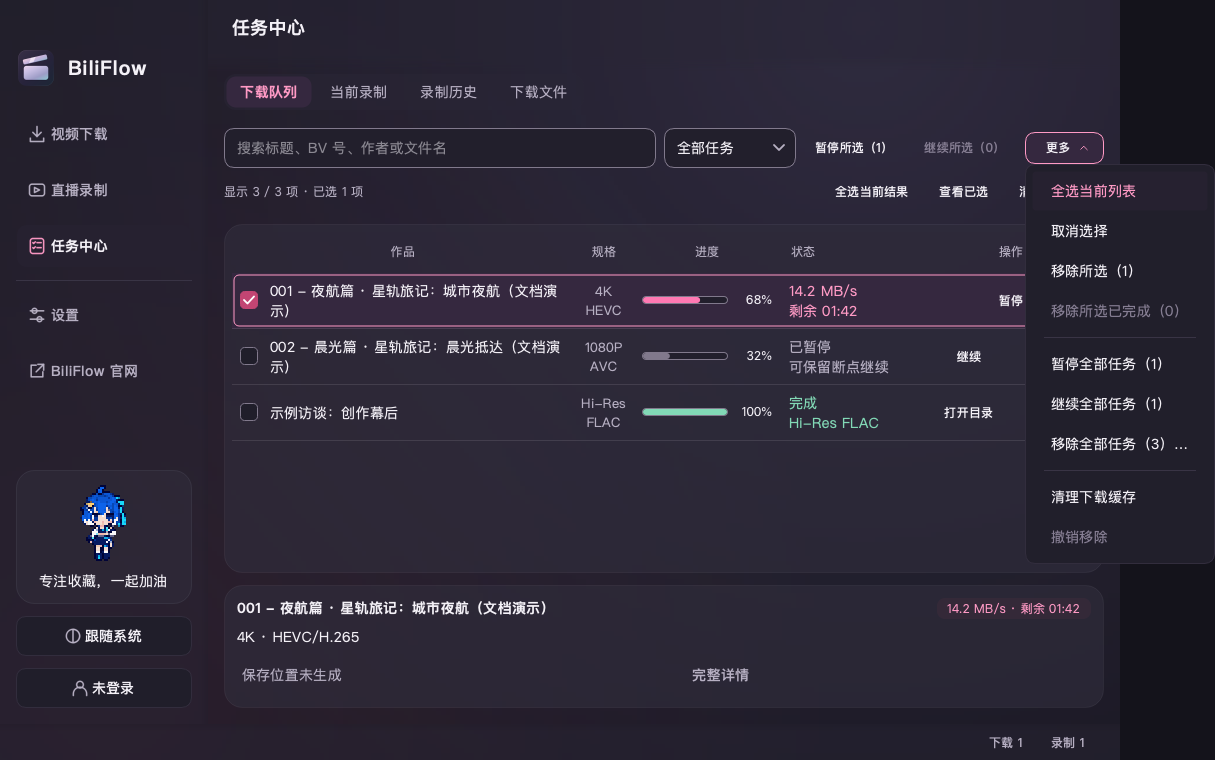 任务中心
BiliFlow
视频下载
直播录制
任务中心
设置
BiliFlow 官网
专注收藏，一起加油
跟随系统
未登录
下载队列
当前录制
录制历史
下载文件
搜索标题、BV 号、作者或文件名
全部任务
暂停所选（1）
继续所选（0）
更多
显示 3 / 3 项 · 已选 1 项
全选当前结果
查看已选
作品
规格
进度
状态
操作
001 – 夜航篇 · 星轨旅记：城市夜航（文档演
示）
4K
HEVC
68%
14.2 MB/s
剩余 01:42
暂停
002 – 晨光篇 · 星轨旅记：晨光抵达（文档演
示）
1080P
AVC
32%
已暂停
可保留断点继续
继续
示例访谈：创作幕后
Hi-Res
FLAC
100%
完成
Hi-Res FLAC
打开目录
全选当前列表
取消选择
移除所选（1）
移除所选已完成（0）
暂停全部任务（1）
继续全部任务（1）
移除全部任务（3）...
清理下载缓存
撤销移除
001 – 夜航篇 · 星轨旅记：城市夜航（文档演示）
14.2 MB/s · 剩余 01:42
4K · HEVC/H.265
保存位置未生成
完整详情
下载 1
录制 1